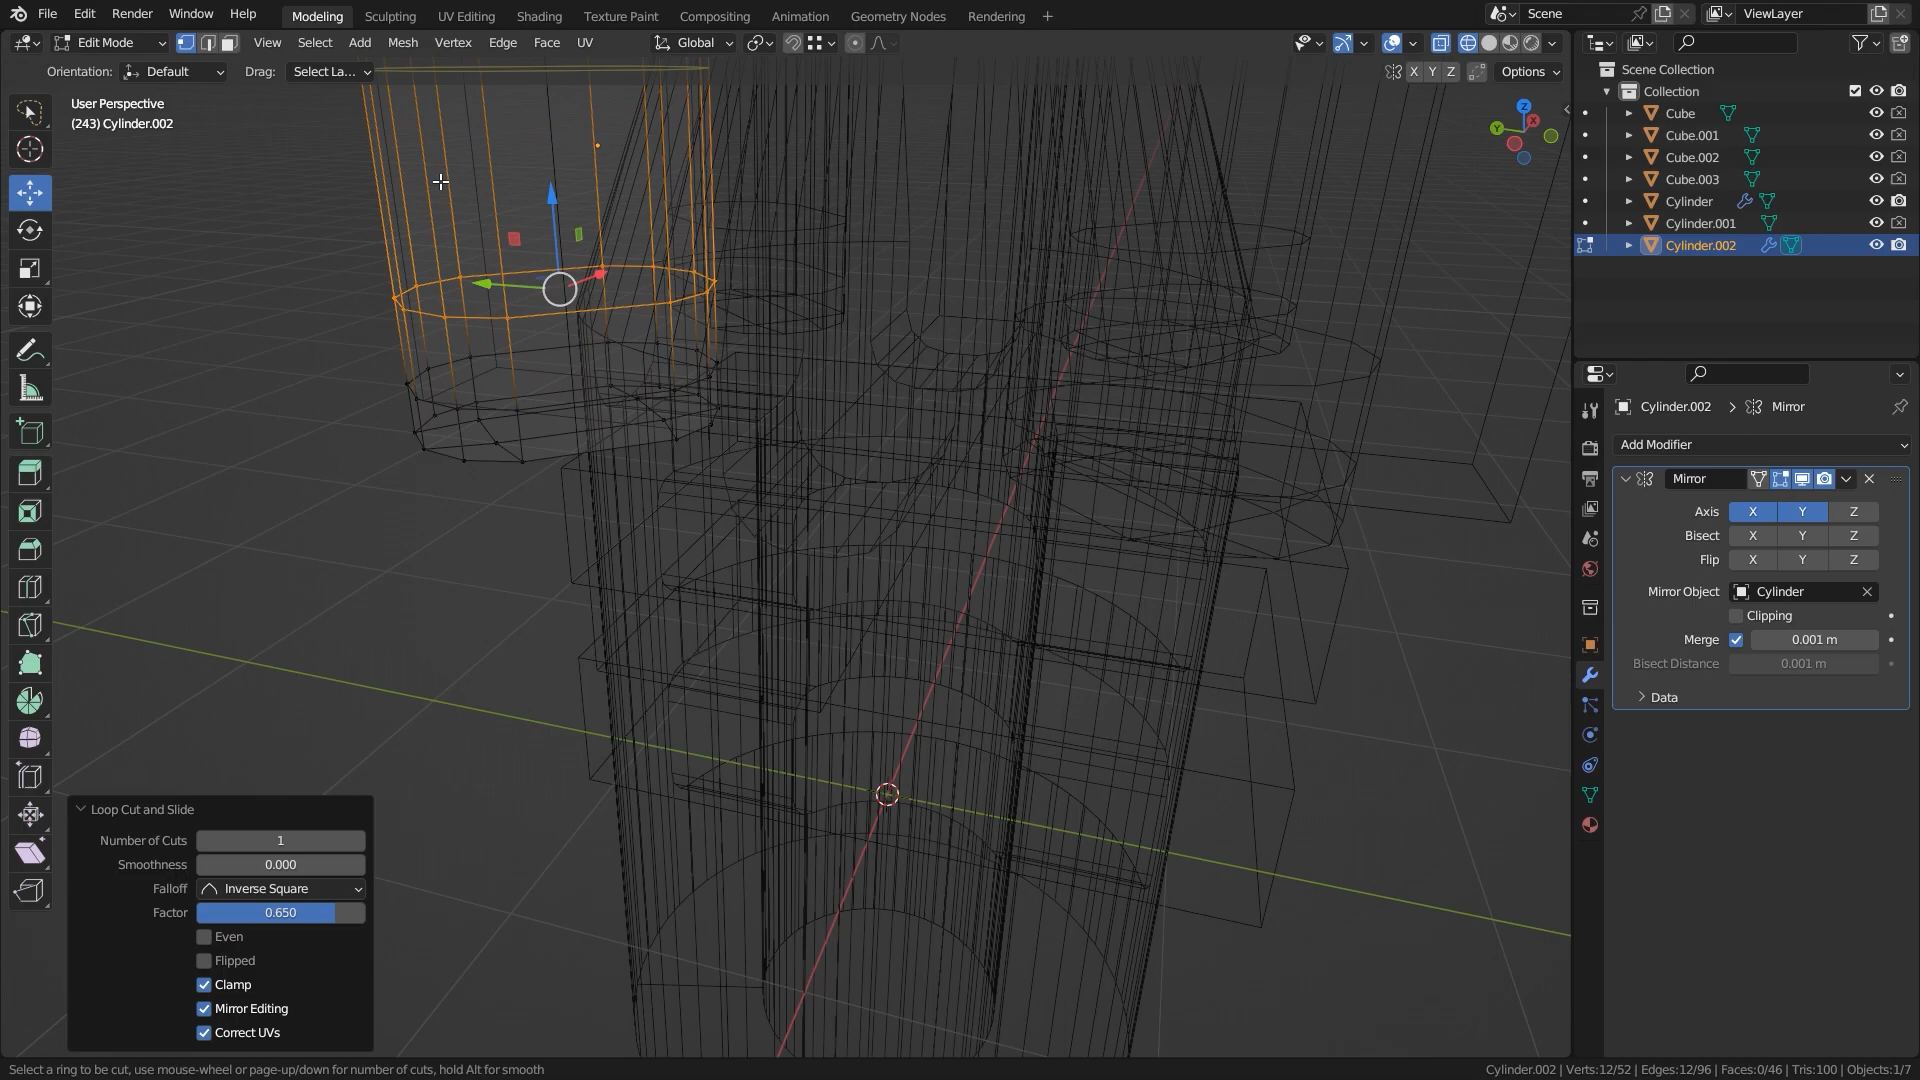 File Edit Render Window Help Modeling Sculpting UV Editing Shading Texture Paint Compositing Animation Geometry Nodes Rendering + Scene ViewLayer
Edit Mode View Select Add Mesh Vertex Edge Face UV Global
Orientation: Default Drag: Select La... X Y Z Options
User Perspective
(243) Cylinder.002
Z
X
Y
Scene Collection
Collection
Cube
Cube.001
Cube.002
Cube.003
Cylinder
Cylinder.001
Cylinder.002
Cylinder.002 > Mirror
Add Modifier
Mirror
Axis X Y Z
Bisect X Y Z
Flip X Y Z
Mirror Object Cylinder
Clipping
Merge 0.001 m
Bisect Distance 0.001 m
Data
Loop Cut and Slide
Number of Cuts 1
Smoothness 0.000
Falloff Inverse Square
Factor 0.650
Even
Flipped
Clamp
Mirror Editing
Correct UVs
Select a ring to be cut, use mouse-wheel or page-up/down for number of cuts, hold Alt for smooth
Cylinder.002 | Verts:12/52 | Edges:12/96 | Faces:0/46 | Tris:100 | Objects:1/7